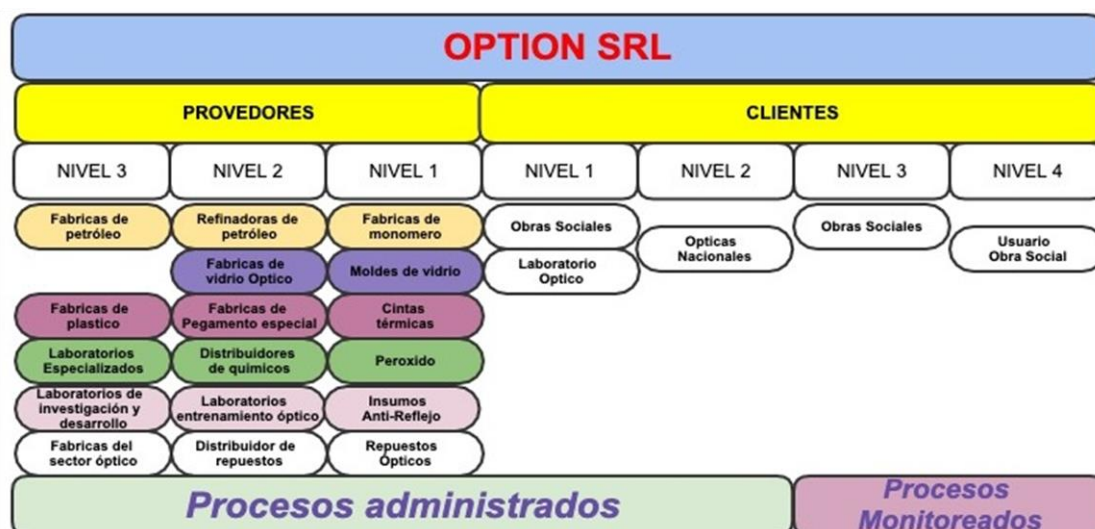 OPTION SRL
PROVEDORES
CLIENTES
NIVEL 3
NIVEL 2
NIVEL 1
NIVEL 1
NIVEL 2
NIVEL 3
NIVEL 4
Fabricas de
petróleo
Refinadoras de
petróleo
Fabricas de
monomero
Obras Sociales
Opticas
Nacionales
Obras Sociales
Usuario
Obra Social
Fabricas de
vidrio Optico
Moldes de vidrio
Laboratorio
Optico
Fabricas de
plastico
Fabricas de
Pegamento especial
Cintas
térmicas
Laboratorios
Especializados
Distribuidores
de quimicos
Peroxido
Laboratorios de
investigación y
desarrollo
Laboratorios
entrenamiento óptico
Insumos
Anti-Reflejo
Fabricas del
sector óptico
Distribuidor de
repuestos
Repuestos
Ópticos
Procesos administrados
Procesos
Monitoreados